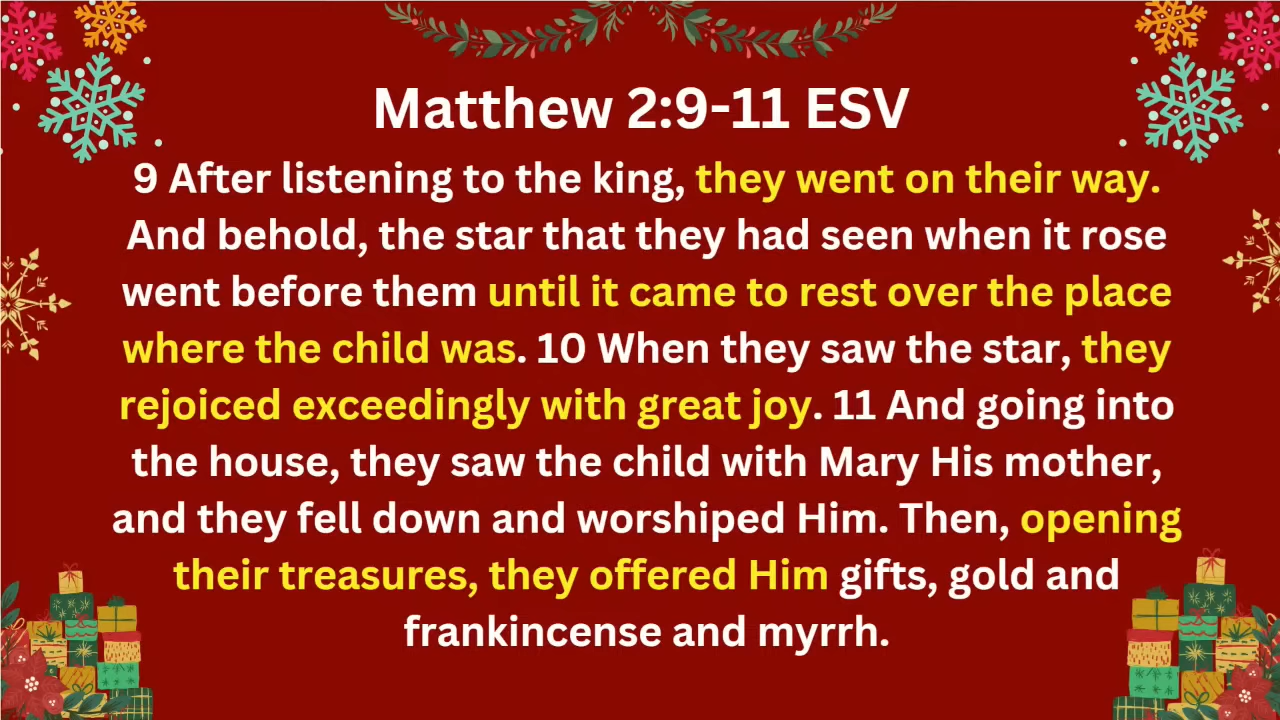 Matthew 2:9-11 ESV
9 After listening to the king, they went on their way.
And behold, the star that they had seen when it rose
went before them until it came to rest over the place
where the child was. 10 When they saw the star, they
rejoiced exceedingly with great joy. 11 And going into
the house, they saw the child with Mary His mother,
and they fell down and worshiped Him. Then, opening
their treasures, they offered Him gifts, gold and
frankincense and myrrh.